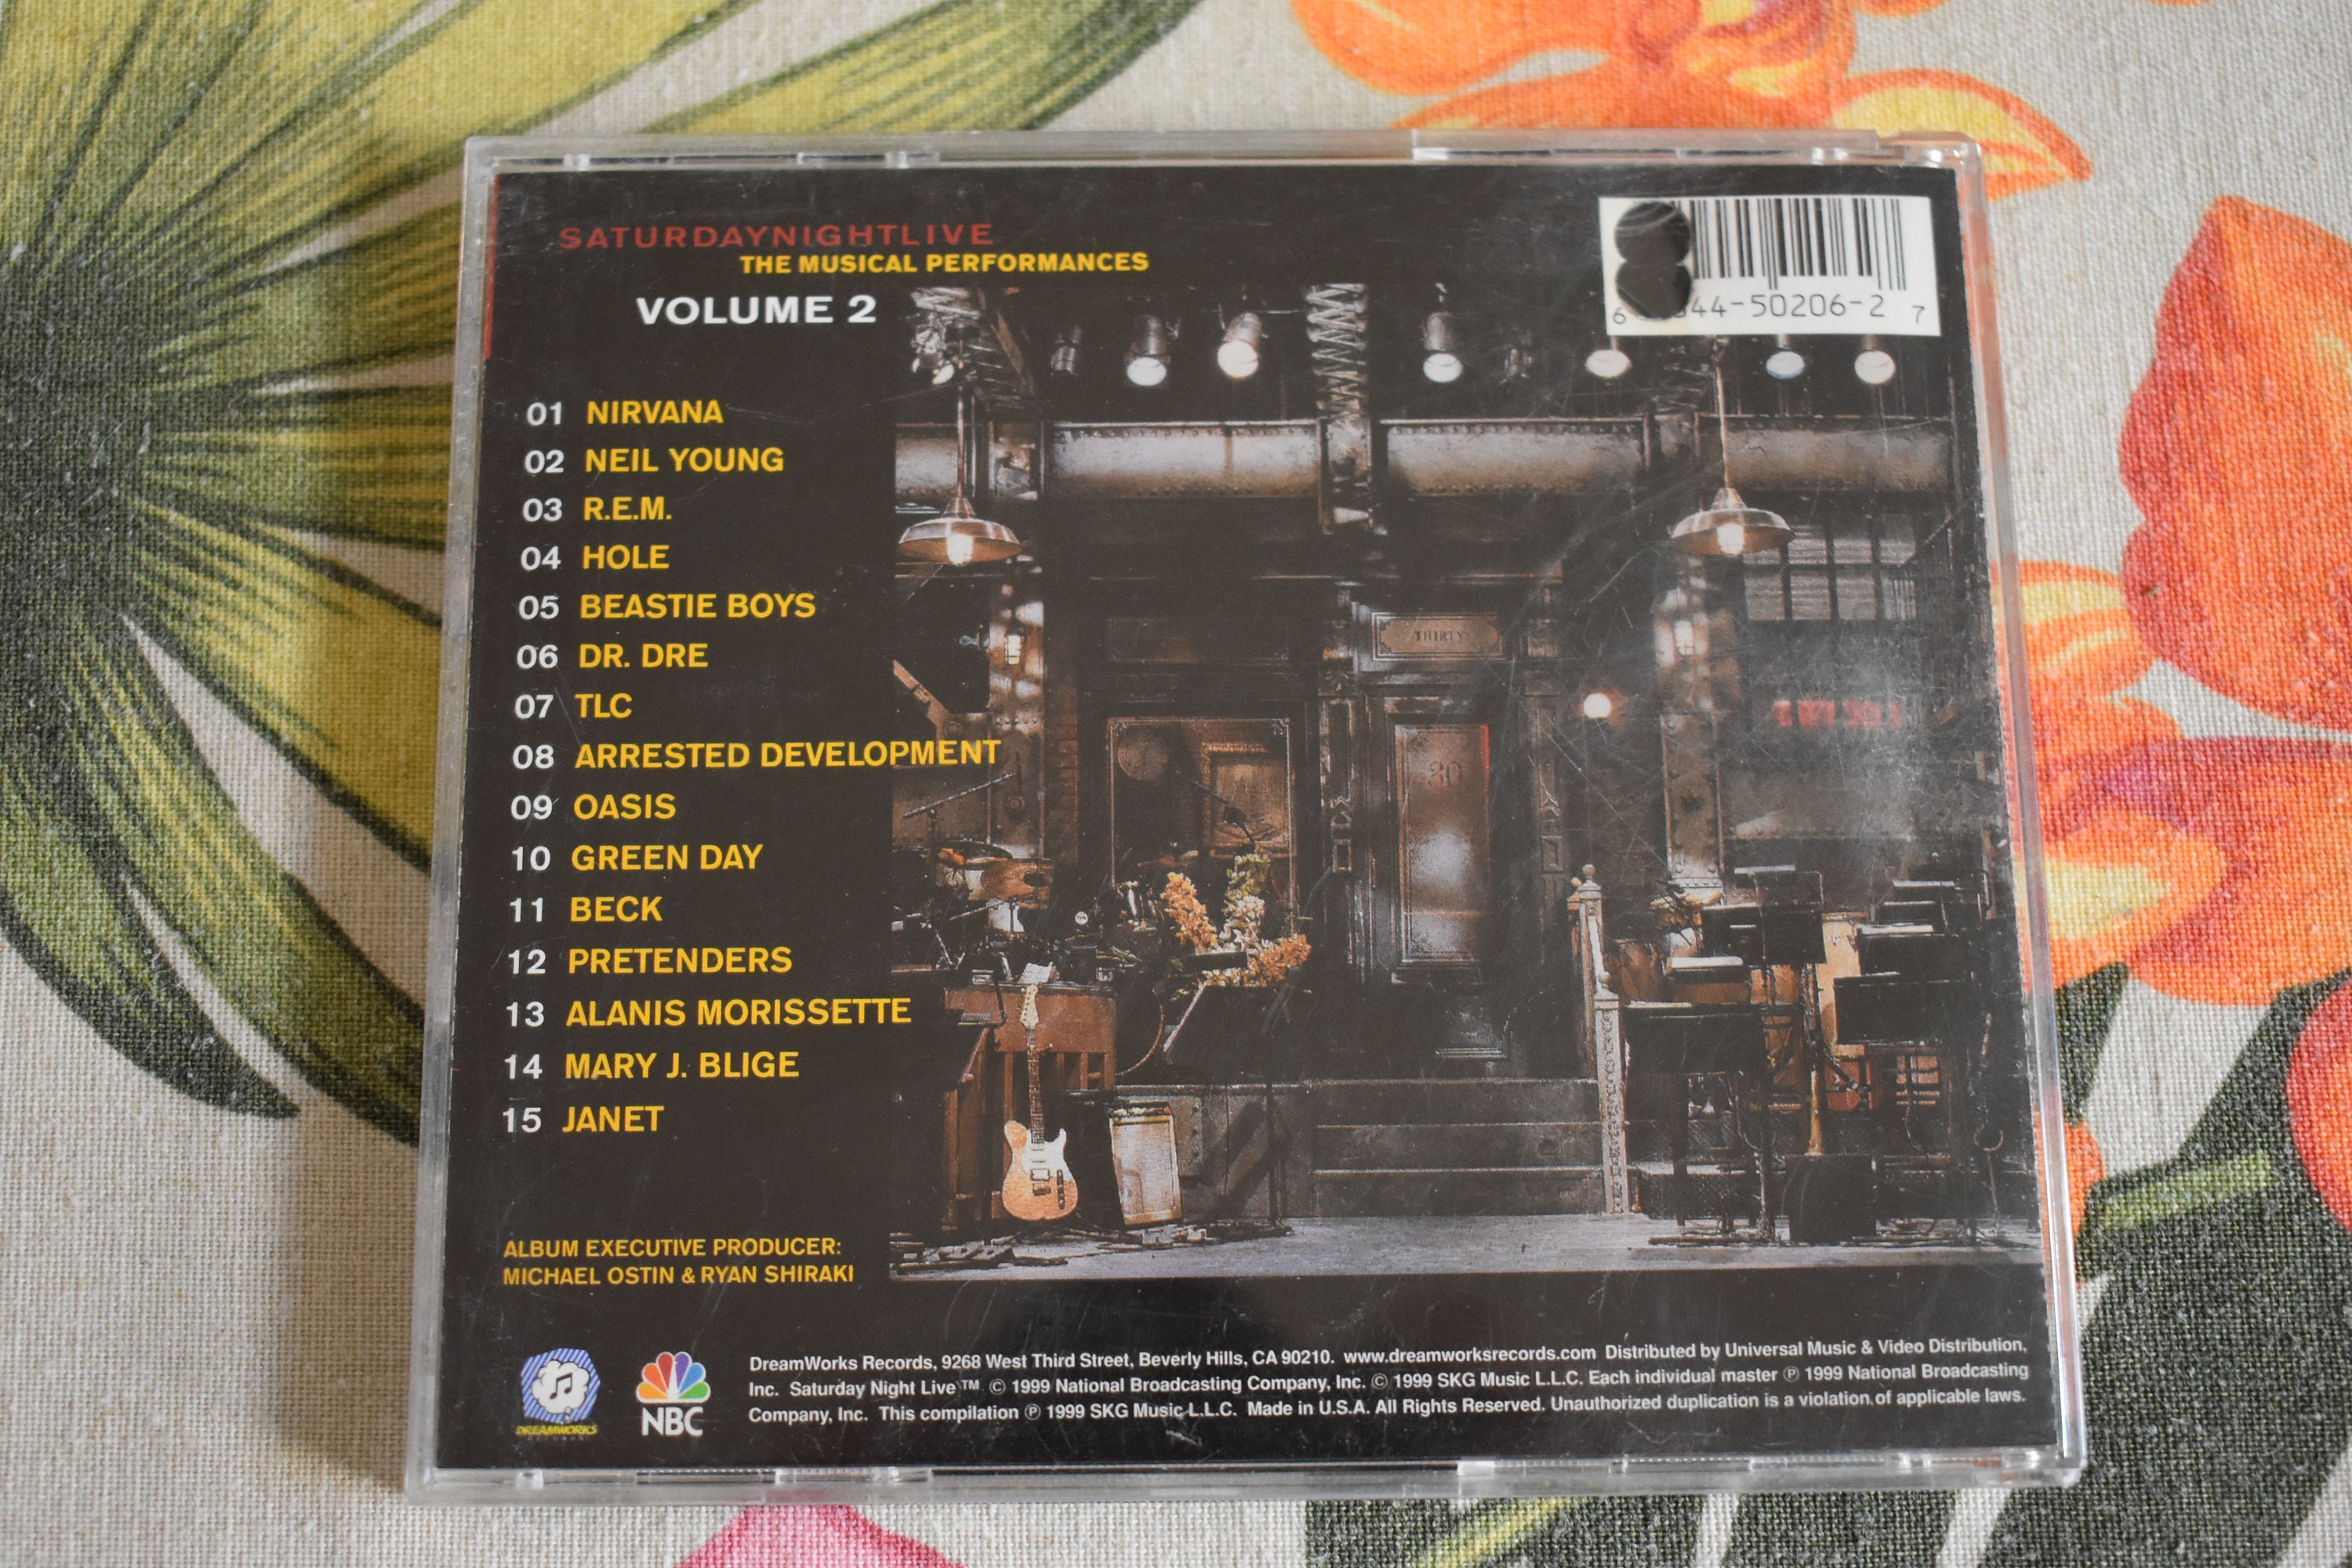 SATURDAYNIGHTLIVE
THE MUSICAL PERFORMANCES
VOLUME 2
6 44-50206-2 7
01 NIRVANA
02 NEIL YOUNG
03 R.E.M.
04 HOLE
05 BEASTIE BOYS
06 DR. DRE
07 TLC
08 ARRESTED DEVELOPMENT
09 OASIS
10 GREEN DAY
11 BECK
12 PRETENDERS
13 ALANIS MORISSETTE
14 MARY J. BLIGE
15 JANET
THIRTY
30
ALBUM EXECUTIVE PRODUCER:
MICHAEL OSTIN & RYAN SHIRAKI
DREAMWORKS
RECORDS
NBC
DreamWorks Records, 9268 West Third Street, Beverly Hills, CA 90210. www.dreamworksrecords.com Distributed by Universal Music & Video Distribution,
Inc. Saturday Night Live™ © 1999 National Broadcasting Company, Inc. © 1999 SKG Music L.L.C. Each individual master ℗ 1999 National Broadcasting
Company, Inc. This compilation ℗ 1999 SKG Music L.L.C. Made in U.S.A. All Rights Reserved. Unauthorized duplication is a violation of applicable laws.